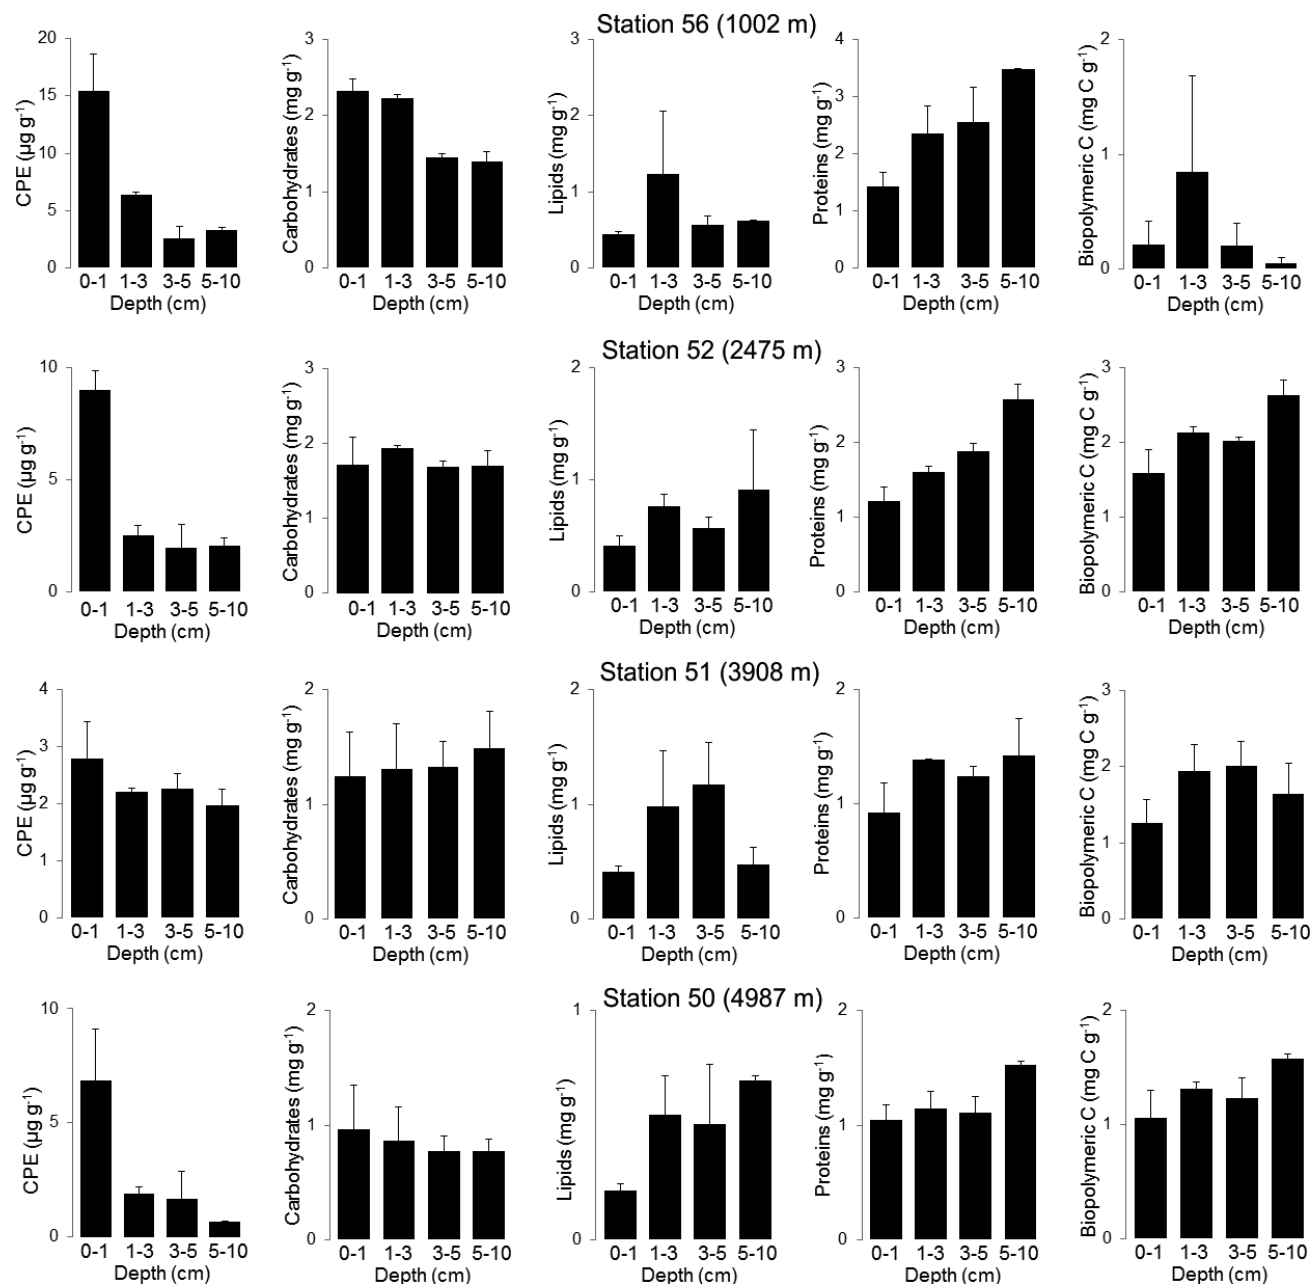 Station 56 (1002 m)
CPE (µg g⁻¹)
20
15
10
5
0
0-1 1-3 3-5 5-10
Depth (cm)
Carbohydrates (mg g⁻¹)
3
2
1
0
0-1 1-3 3-5 5-10
Depth (cm)
Lipids (mg g⁻¹)
3
2
1
0
0-1 1-3 3-5 5-10
Depth (cm)
Proteins (mg g⁻¹)
4
3
2
1
0
0-1 1-3 3-5 5-10
Depth (cm)
Biopolymeric C (mg C g⁻¹)
2
1
0
0-1 1-3 3-5 5-10
Depth (cm)
Station 52 (2475 m)
CPE (µg g⁻¹)
10
5
0
0-1 1-3 3-5 5-10
Depth (cm)
Carbohydrates (mg g⁻¹)
3
2
1
0
0-1 1-3 3-5 5-10
Depth (cm)
Lipids (mg g⁻¹)
2
1
0
0-1 1-3 3-5 5-10
Depth (cm)
Proteins (mg g⁻¹)
3
2
1
0
0-1 1-3 3-5 5-10
Depth (cm)
Biopolymeric C (mg C g⁻¹)
3
2
1
0
0-1 1-3 3-5 5-10
Depth (cm)
Station 51 (3908 m)
CPE (µg g⁻¹)
4
3
2
1
0
0-1 1-3 3-5 5-10
Depth (cm)
Carbohydrates (mg g⁻¹)
2
1
0
0-1 1-3 3-5 5-10
Depth (cm)
Lipids (mg g⁻¹)
2
1
0
0-1 1-3 3-5 5-10
Depth (cm)
Proteins (mg g⁻¹)
2
1
0
0-1 1-3 3-5 5-10
Depth (cm)
Biopolymeric C (mg C g⁻¹)
3
2
1
0
0-1 1-3 3-5 5-10
Depth (cm)
Station 50 (4987 m)
CPE (µg g⁻¹)
10
5
0
0-1 1-3 3-5 5-10
Depth (cm)
Carbohydrates (mg g⁻¹)
2
1
0
0-1 1-3 3-5 5-10
Depth (cm)
Lipids (mg g⁻¹)
1
0
0-1 1-3 3-5 5-10
Depth (cm)
Proteins (mg g⁻¹)
2
1
0
0-1 1-3 3-5 5-10
Depth (cm)
Biopolymeric C (mg C g⁻¹)
2
1
0
0-1 1-3 3-5 5-10
Depth (cm)